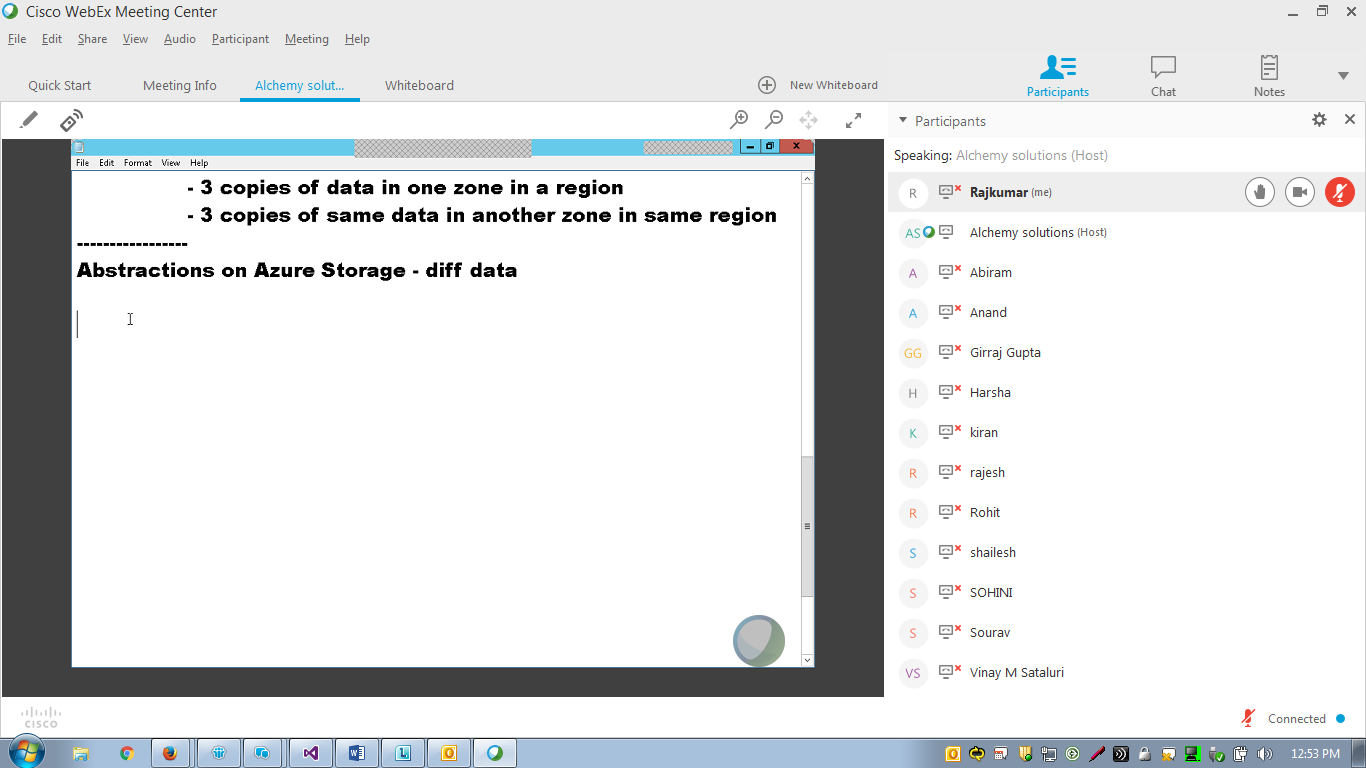 Cisco WebEx Meeting Center
File Edit Share View Audio Participant Meeting Help
Quick Start Meeting Info Alchemy solut... Whiteboard New Whiteboard
Participants Chat Notes
File Edit Format View Help
- 3 copies of data in one zone in a region
- 3 copies of same data in another zone in same region
-----------------
Abstractions on Azure Storage - diff data
Participants
Speaking: Alchemy solutions (Host)
R Rajkumar (me)
AS Alchemy solutions (Host)
A Abiram
A Anand
GG Girraj Gupta
H Harsha
K kiran
R rajesh
R Rohit
S shailesh
S SOHINI
S Sourav
VS Vinay M Sataluri
CISCO
Connected
12:53 PM